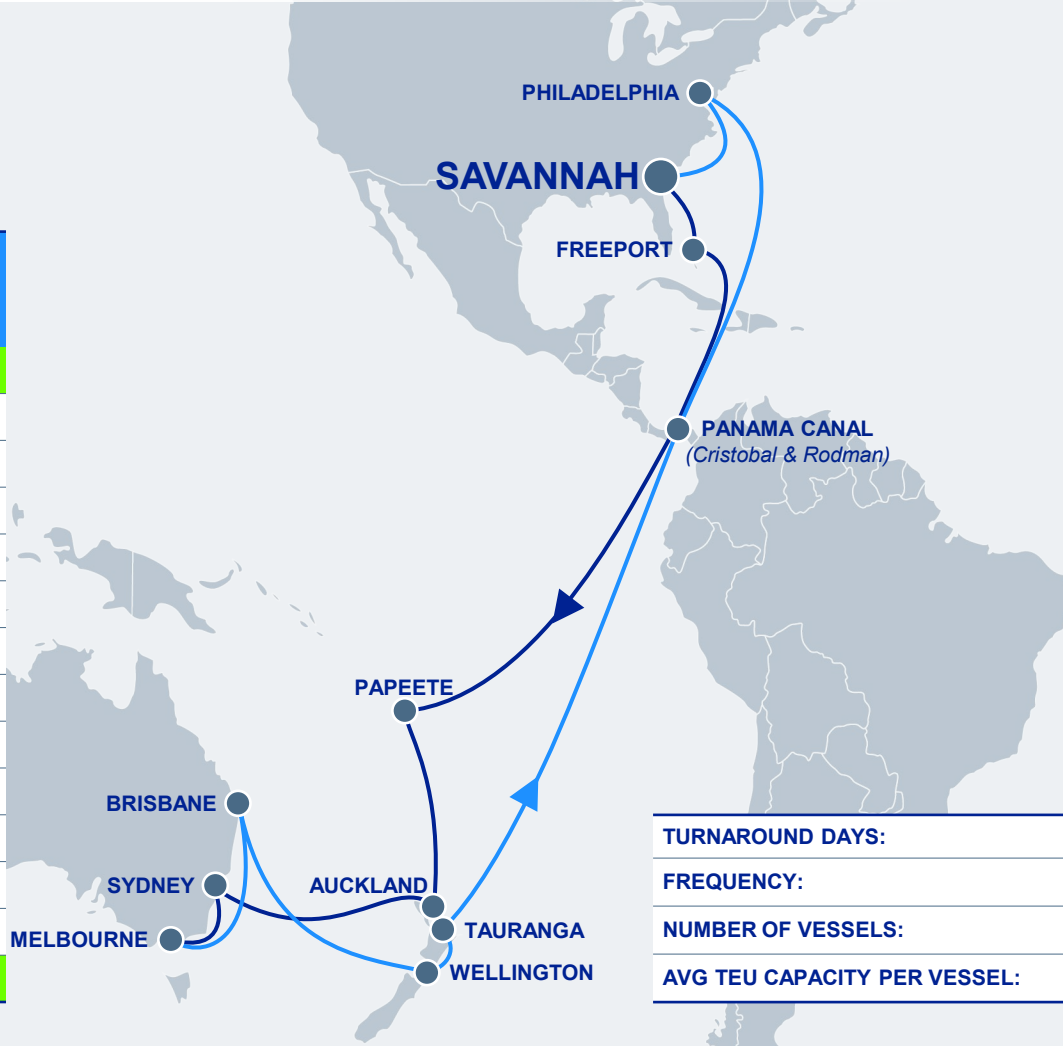 PHILADELPHIA
SAVANNAH
FREEPORT
PANAMA CANAL
(Cristobal & Rodman)
PAPEETE
BRISBANE
SYDNEY
AUCKLAND
MELBOURNE
TAURANGA
WELLINGTON
TURNAROUND DAYS:
FREQUENCY:
NUMBER OF VESSELS:
AVG TEU CAPACITY PER VESSEL: